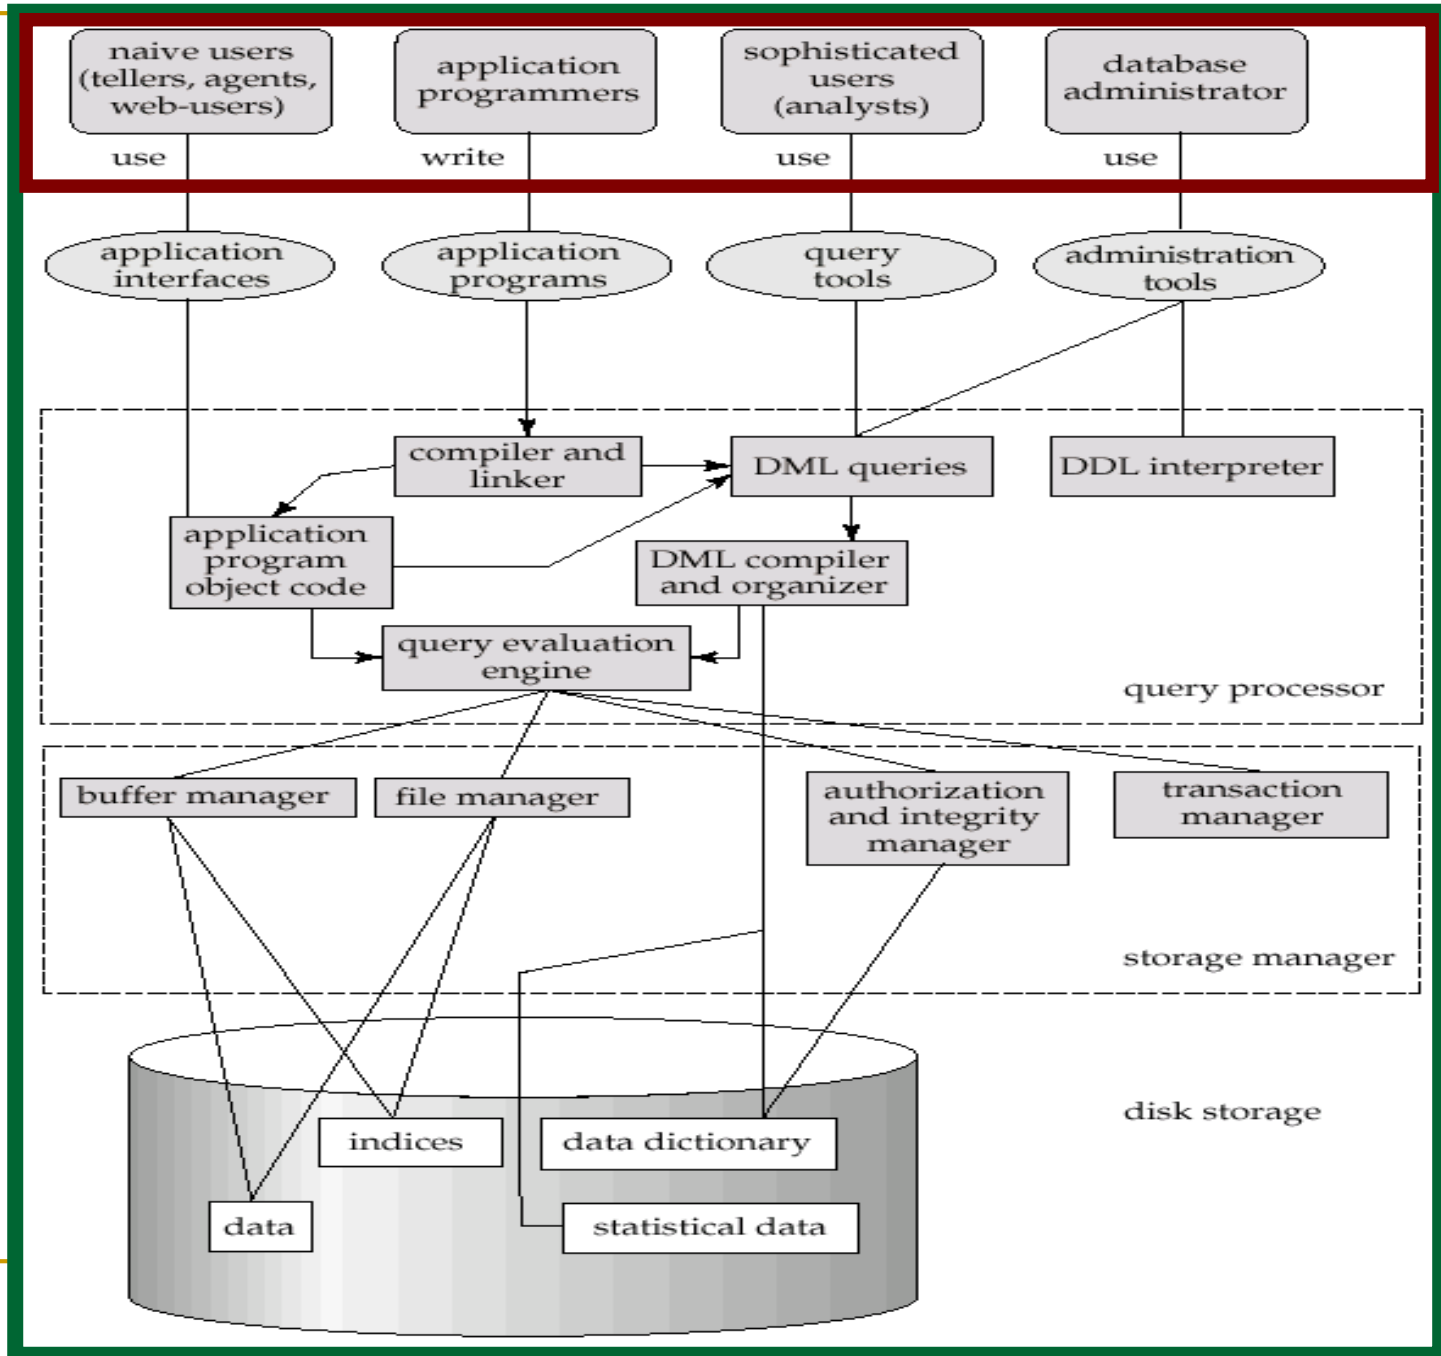 naive users
(tellers, agents,
web-users)
application
programmers
sophisticated
users
(analysts)
database
administrator
use
write
use
use
application
interfaces
application
programs
query
tools
administration
tools
compiler and
linker
DML queries
DDL interpreter
application
program
object code
DML compiler
and organizer
query evaluation
engine
query processor
buffer manager
file manager
authorization
and integrity
manager
transaction
manager
storage manager
disk storage
indices
data dictionary
data
statistical data